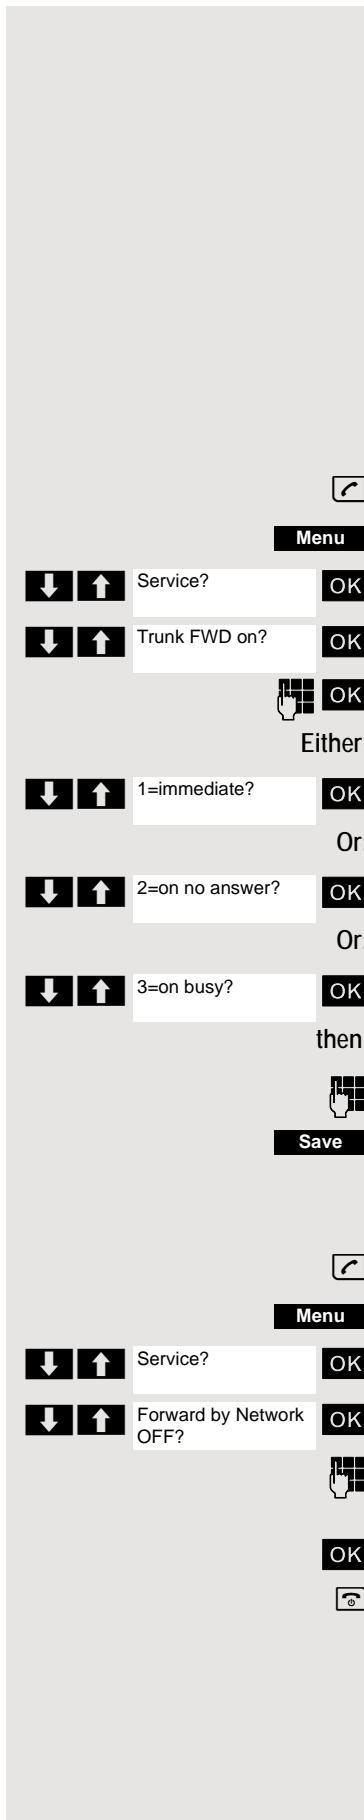 Menu
Service? OK
Trunk FWD on? OK
OK
Either
1=immediate? OK
Or
2=on no answer? OK
Or
3=on busy? OK
then
Save
Menu
Service? OK
Forward by Network OK
OFF?
OK